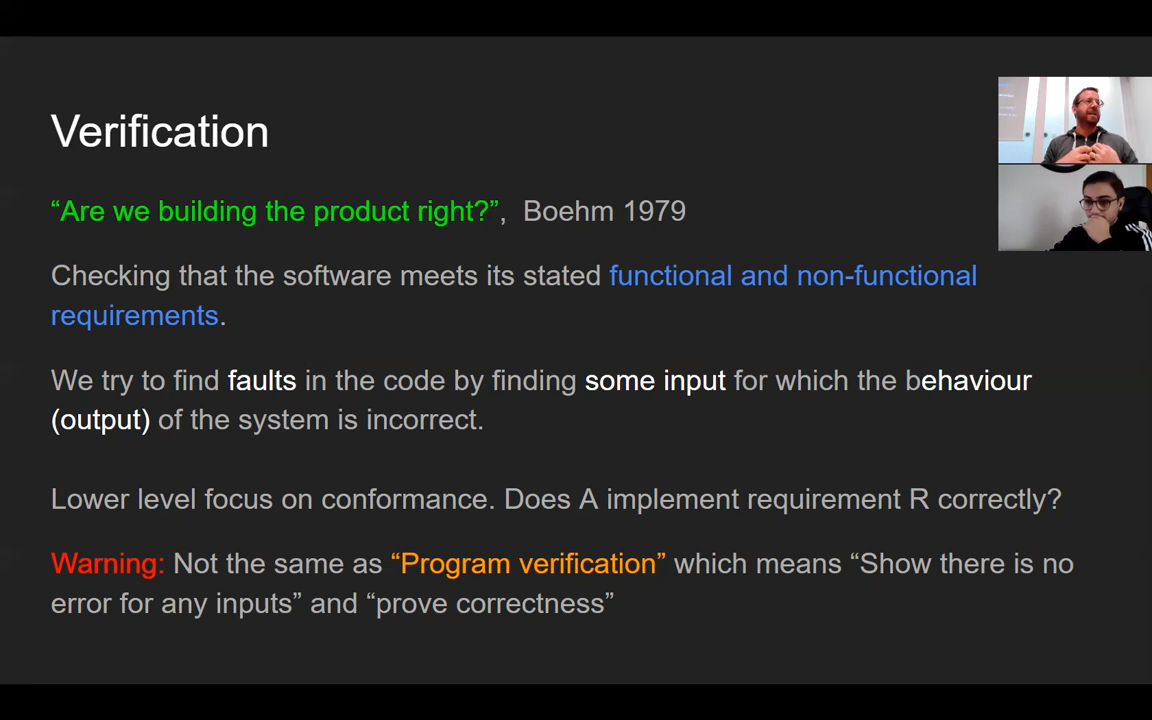 Verification
“Are we building the product right?”, Boehm 1979
Checking that the software meets its stated functional and non-functional
requirements.
We try to find faults in the code by finding some input for which the behaviour
(output) of the system is incorrect.
Lower level focus on conformance. Does A implement requirement R correctly?
Warning: Not the same as “Program verification” which means “Show there is no
error for any inputs” and “prove correctness”